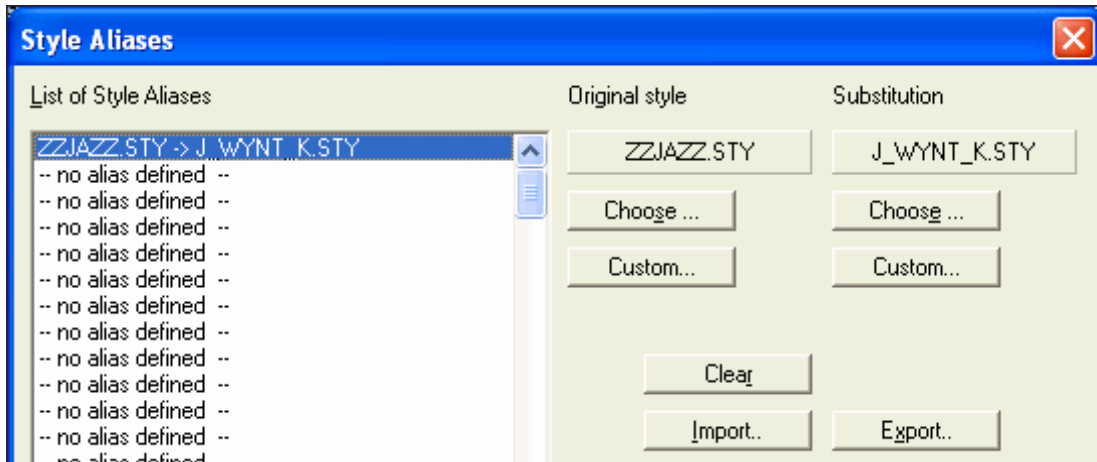 Style Aliases
List of Style Aliases
Original style
Substitution
ZZJAZZ.STY -> J_WYNT_K.STY
-- no alias defined --
-- no alias defined --
-- no alias defined --
-- no alias defined --
-- no alias defined --
-- no alias defined --
-- no alias defined --
-- no alias defined --
-- no alias defined --
-- no alias defined --
-- no alias defined --
-- no alias defined --
ZZJAZZ.STY
J_WYNT_K.STY
Choose ...
Choose ...
Custom...
Custom...
Clear
Import..
Export..